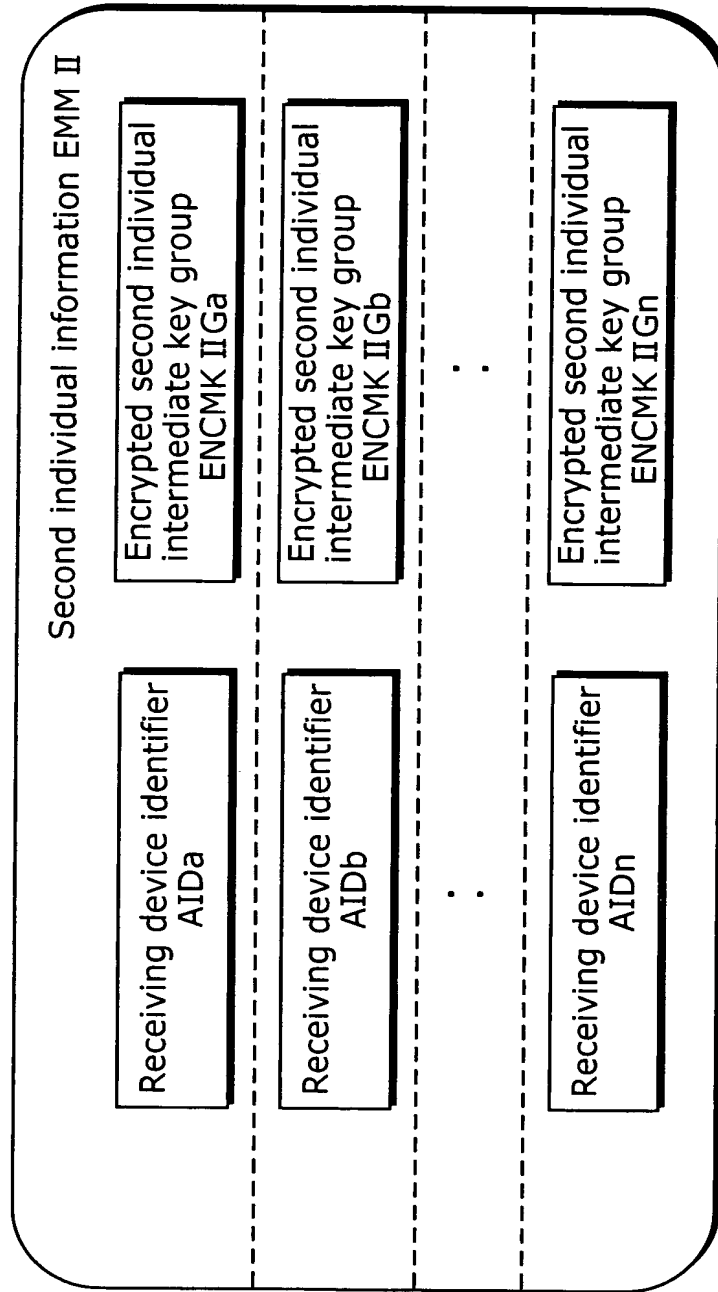 Second individual information EMM II
Receiving device identifier
AIDa
Encrypted second individual
intermediate key group
ENCMK IIGa
Receiving device identifier
AIDb
Encrypted second individual
intermediate key group
ENCMK IIGb
Receiving device identifier
AIDn
Encrypted second individual
intermediate key group
ENCMK IIGn